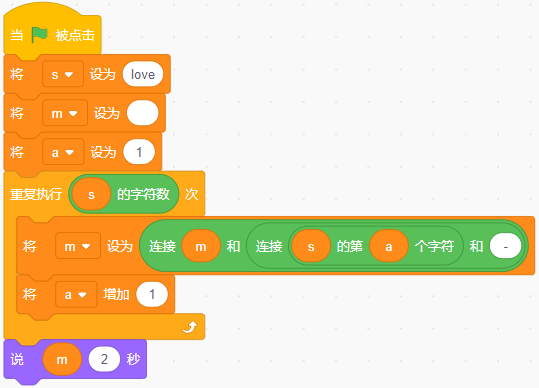 当 被点击
将 s 设为 love
将 m 设为
将 a 设为 1
重复执行 s 的字符数 次
将 m 设为 连接 m 和 连接 s 的第 a 个字符 和 -
将 a 增加 1
说 m 2 秒